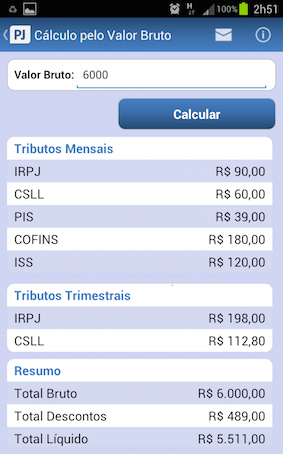 H 100% 2h51
PJ Cálculo pelo Valor Bruto
Valor Bruto: 6000
Calcular
Tributos Mensais
IRPJ R$ 90,00
CSLL R$ 60,00
PIS R$ 39,00
COFINS R$ 180,00
ISS R$ 120,00
Tributos Trimestrais
IRPJ R$ 198,00
CSLL R$ 112,80
Resumo
Total Bruto R$ 6.000,00
Total Descontos R$ 489,00
Total Líquido R$ 5.511,00